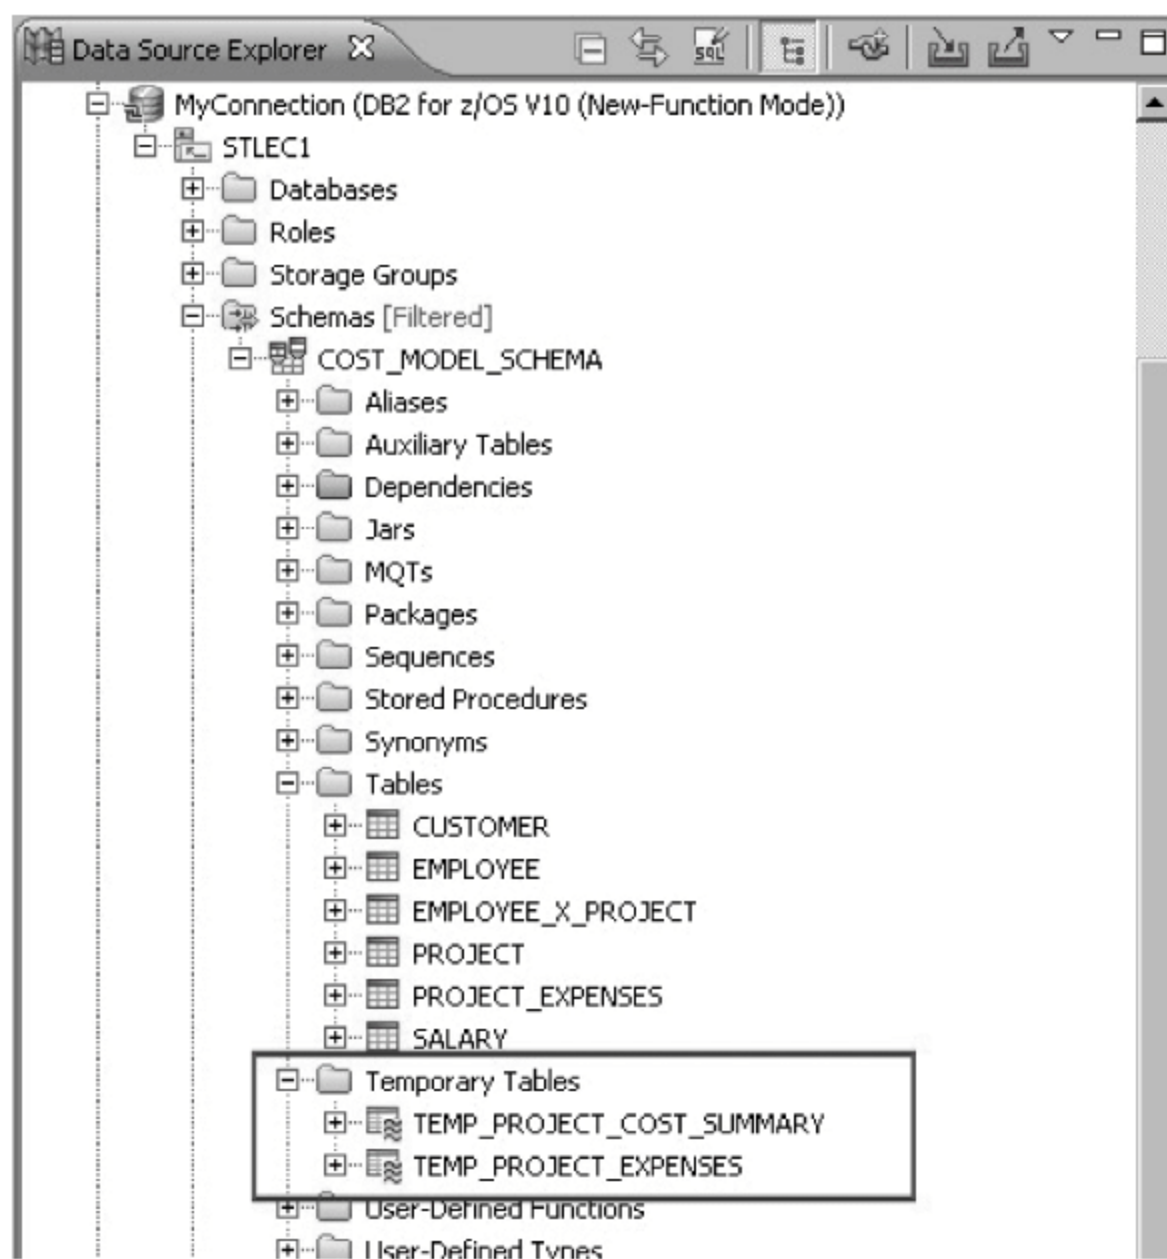 Data Source Explorer
SQL
MyConnection (DB2 for z/OS V10 (New-Function Mode))
STLEC1
Databases
Roles
Storage Groups
Schemas [Filtered]
COST_MODEL_SCHEMA
Aliases
Auxiliary Tables
Dependencies
Jars
MQTs
Packages
Sequences
Stored Procedures
Synonyms
Tables
CUSTOMER
EMPLOYEE
EMPLOYEE_X_PROJECT
PROJECT
PROJECT_EXPENSES
SALARY
Temporary Tables
TEMP_PROJECT_COST_SUMMARY
TEMP_PROJECT_EXPENSES
User-Defined Functions
User-Defined Types